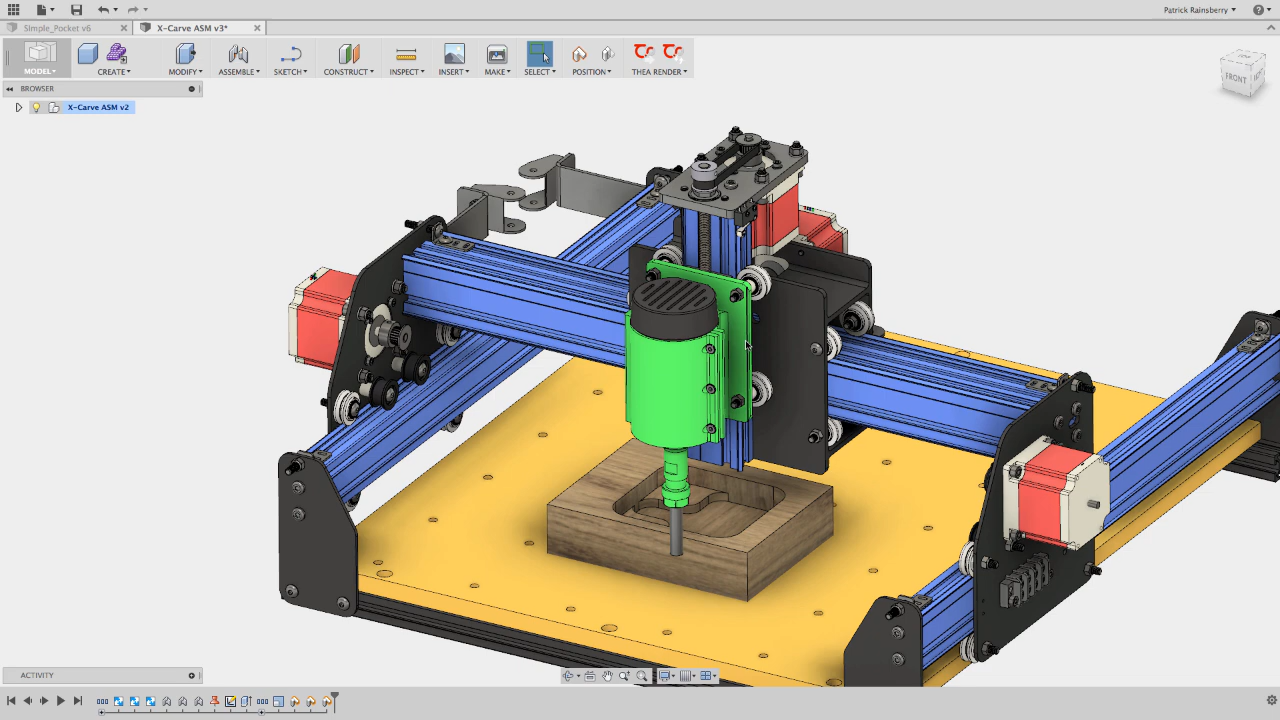 Patrick Rainsberry
Simple_Pocket v6
X-Carve ASM v3*
MODEL
CREATE
MODIFY
ASSEMBLE
SKETCH
CONSTRUCT
INSPECT
INSERT
MAKE
SELECT
POSITION
THEA RENDER
BROWSER
X-Carve ASM v2
FRONT
ACTIVITY